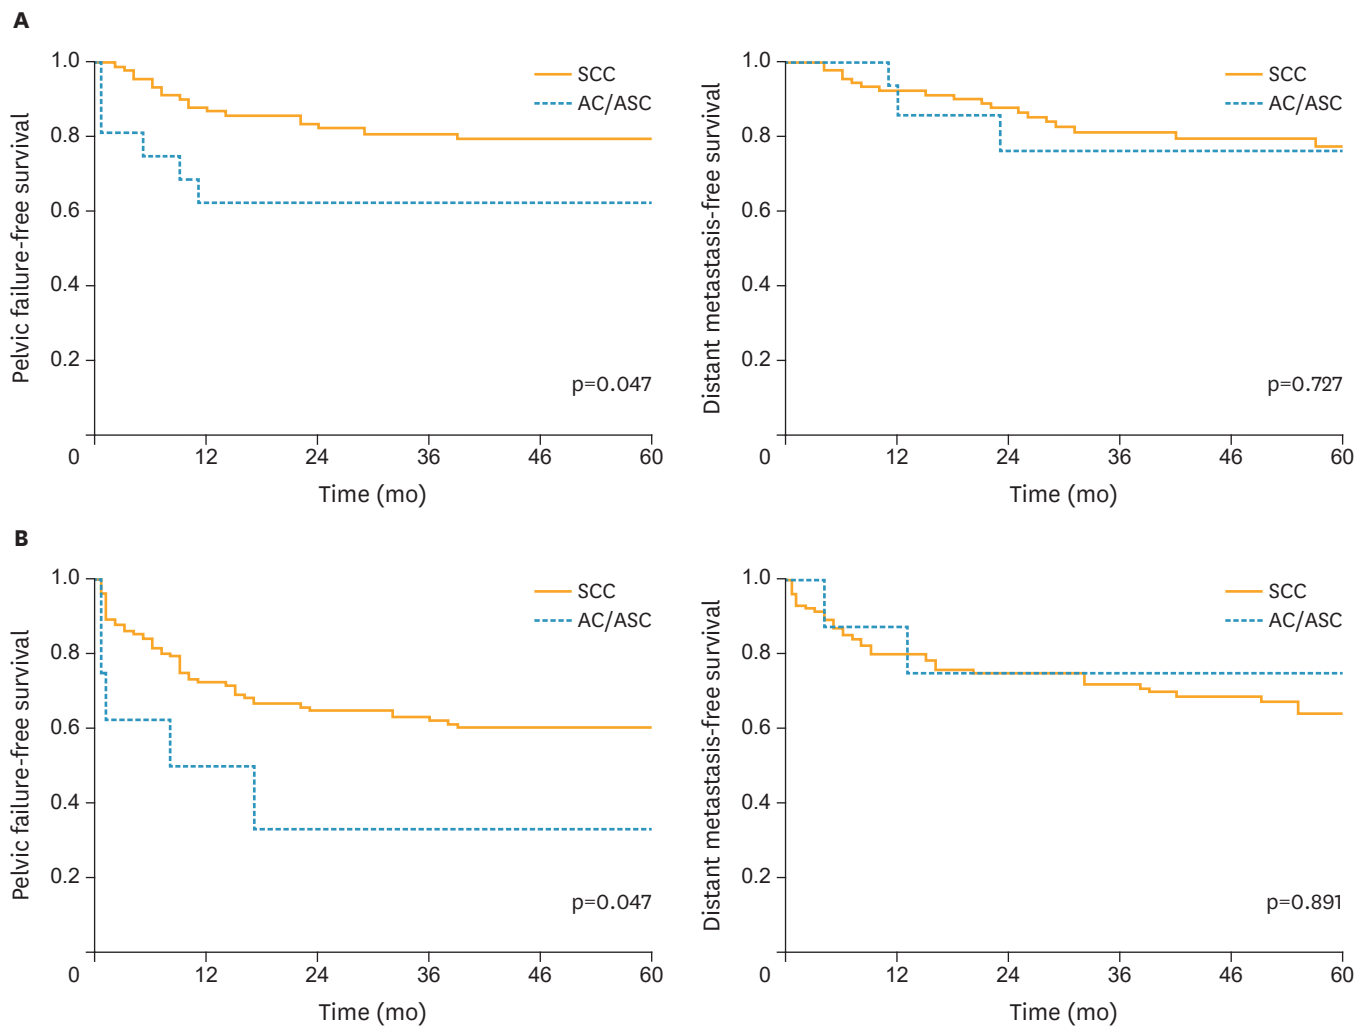 A
Pelvic failure-free survival
1.0
0.8
0.6
0.4
0.2
SCC
AC/ASC
p=0.047
0 12 24 36 46 60
Time (mo)
Distant metastasis-free survival
1.0
0.8
0.6
0.4
0.2
SCC
AC/ASC
p=0.727
0 12 24 36 46 60
Time (mo)
B
Pelvic failure-free survival
1.0
0.8
0.6
0.4
0.2
SCC
AC/ASC
p=0.047
0 12 24 36 46 60
Time (mo)
Distant metastasis-free survival
1.0
0.8
0.6
0.4
0.2
SCC
AC/ASC
p=0.891
0 12 24 36 46 60
Time (mo)